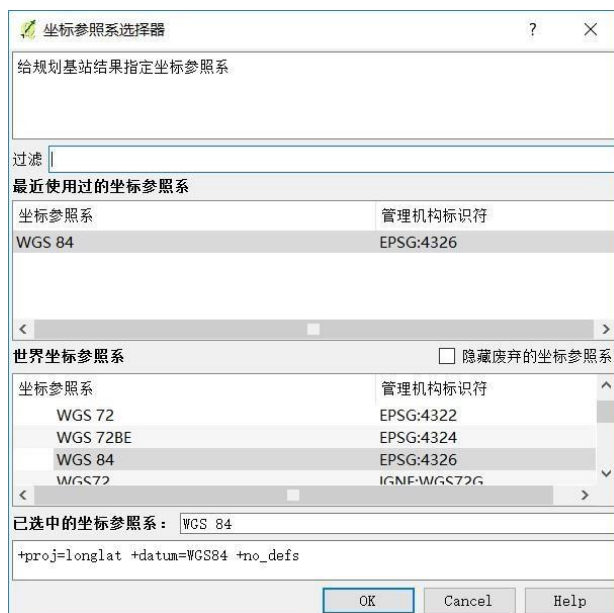 坐标参照系选择器 ? ×
给规划基站结果指定坐标参照系
过滤
最近使用过的坐标参照系
坐标参照系 管理机构标识符
WGS 84 EPSG:4326
世界坐标参照系 隐藏废弃的坐标参照系
坐标参照系 管理机构标识符
WGS 72 EPSG:4322
WGS 72BE EPSG:4324
WGS 84 EPSG:4326
WGS72 IGNF:WGS72G
已选中的坐标参照系： WGS 84
+proj=longlat +datum=WGS84 +no_defs
OK Cancel Help